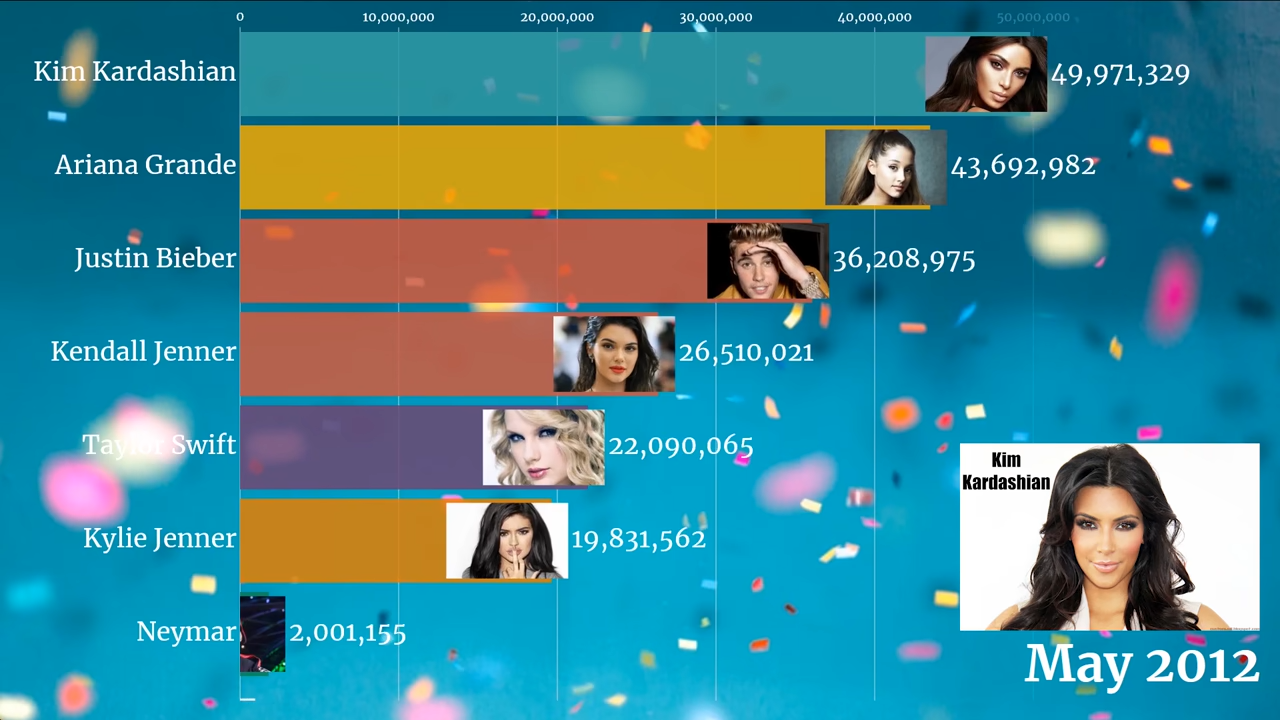 0 10,000,000 20,000,000 30,000,000 40,000,000 50,000,000
Kim Kardashian 49,971,329
Ariana Grande 43,692,982
Justin Bieber 36,208,975
Kendall Jenner 26,510,021
Taylor Swift 22,090,065
Kylie Jenner 19,831,562
Neymar 2,001,155
Kim
Kardashian
May 2012